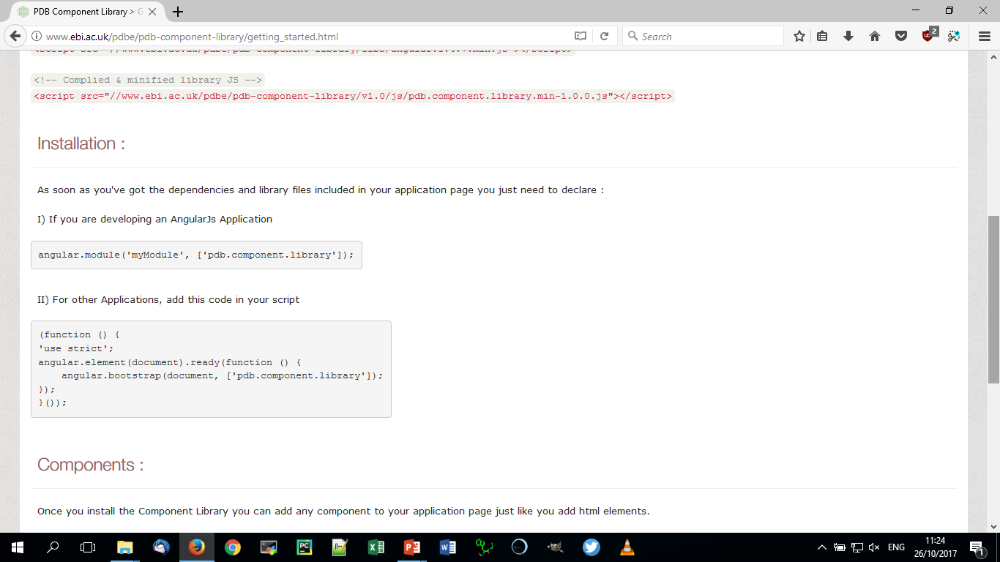 PDB Component Library > G
www.ebi.ac.uk/pdbe/pdb-component-library/getting_started.html
Search
2
<!-- Complied & minified library JS -->
<script src="//www.ebi.ac.uk/pdbe/pdb-component-library/v1.0/js/pdb.component.library.min-1.0.0.js"></script>
Installation :
As soon as you've got the dependencies and library files included in your application page you just need to declare :
I) If you are developing an AngularJs Application
angular.module('myModule', ['pdb.component.library']);
II) For other Applications, add this code in your script
(function () {
'use strict';
angular.element(document).ready(function () {
    angular.bootstrap(document, ['pdb.component.library']);
});
}());
Components :
Once you install the Component Library you can add any component to your application page just like you add html elements.
ENG
11:24
26/10/2017
1